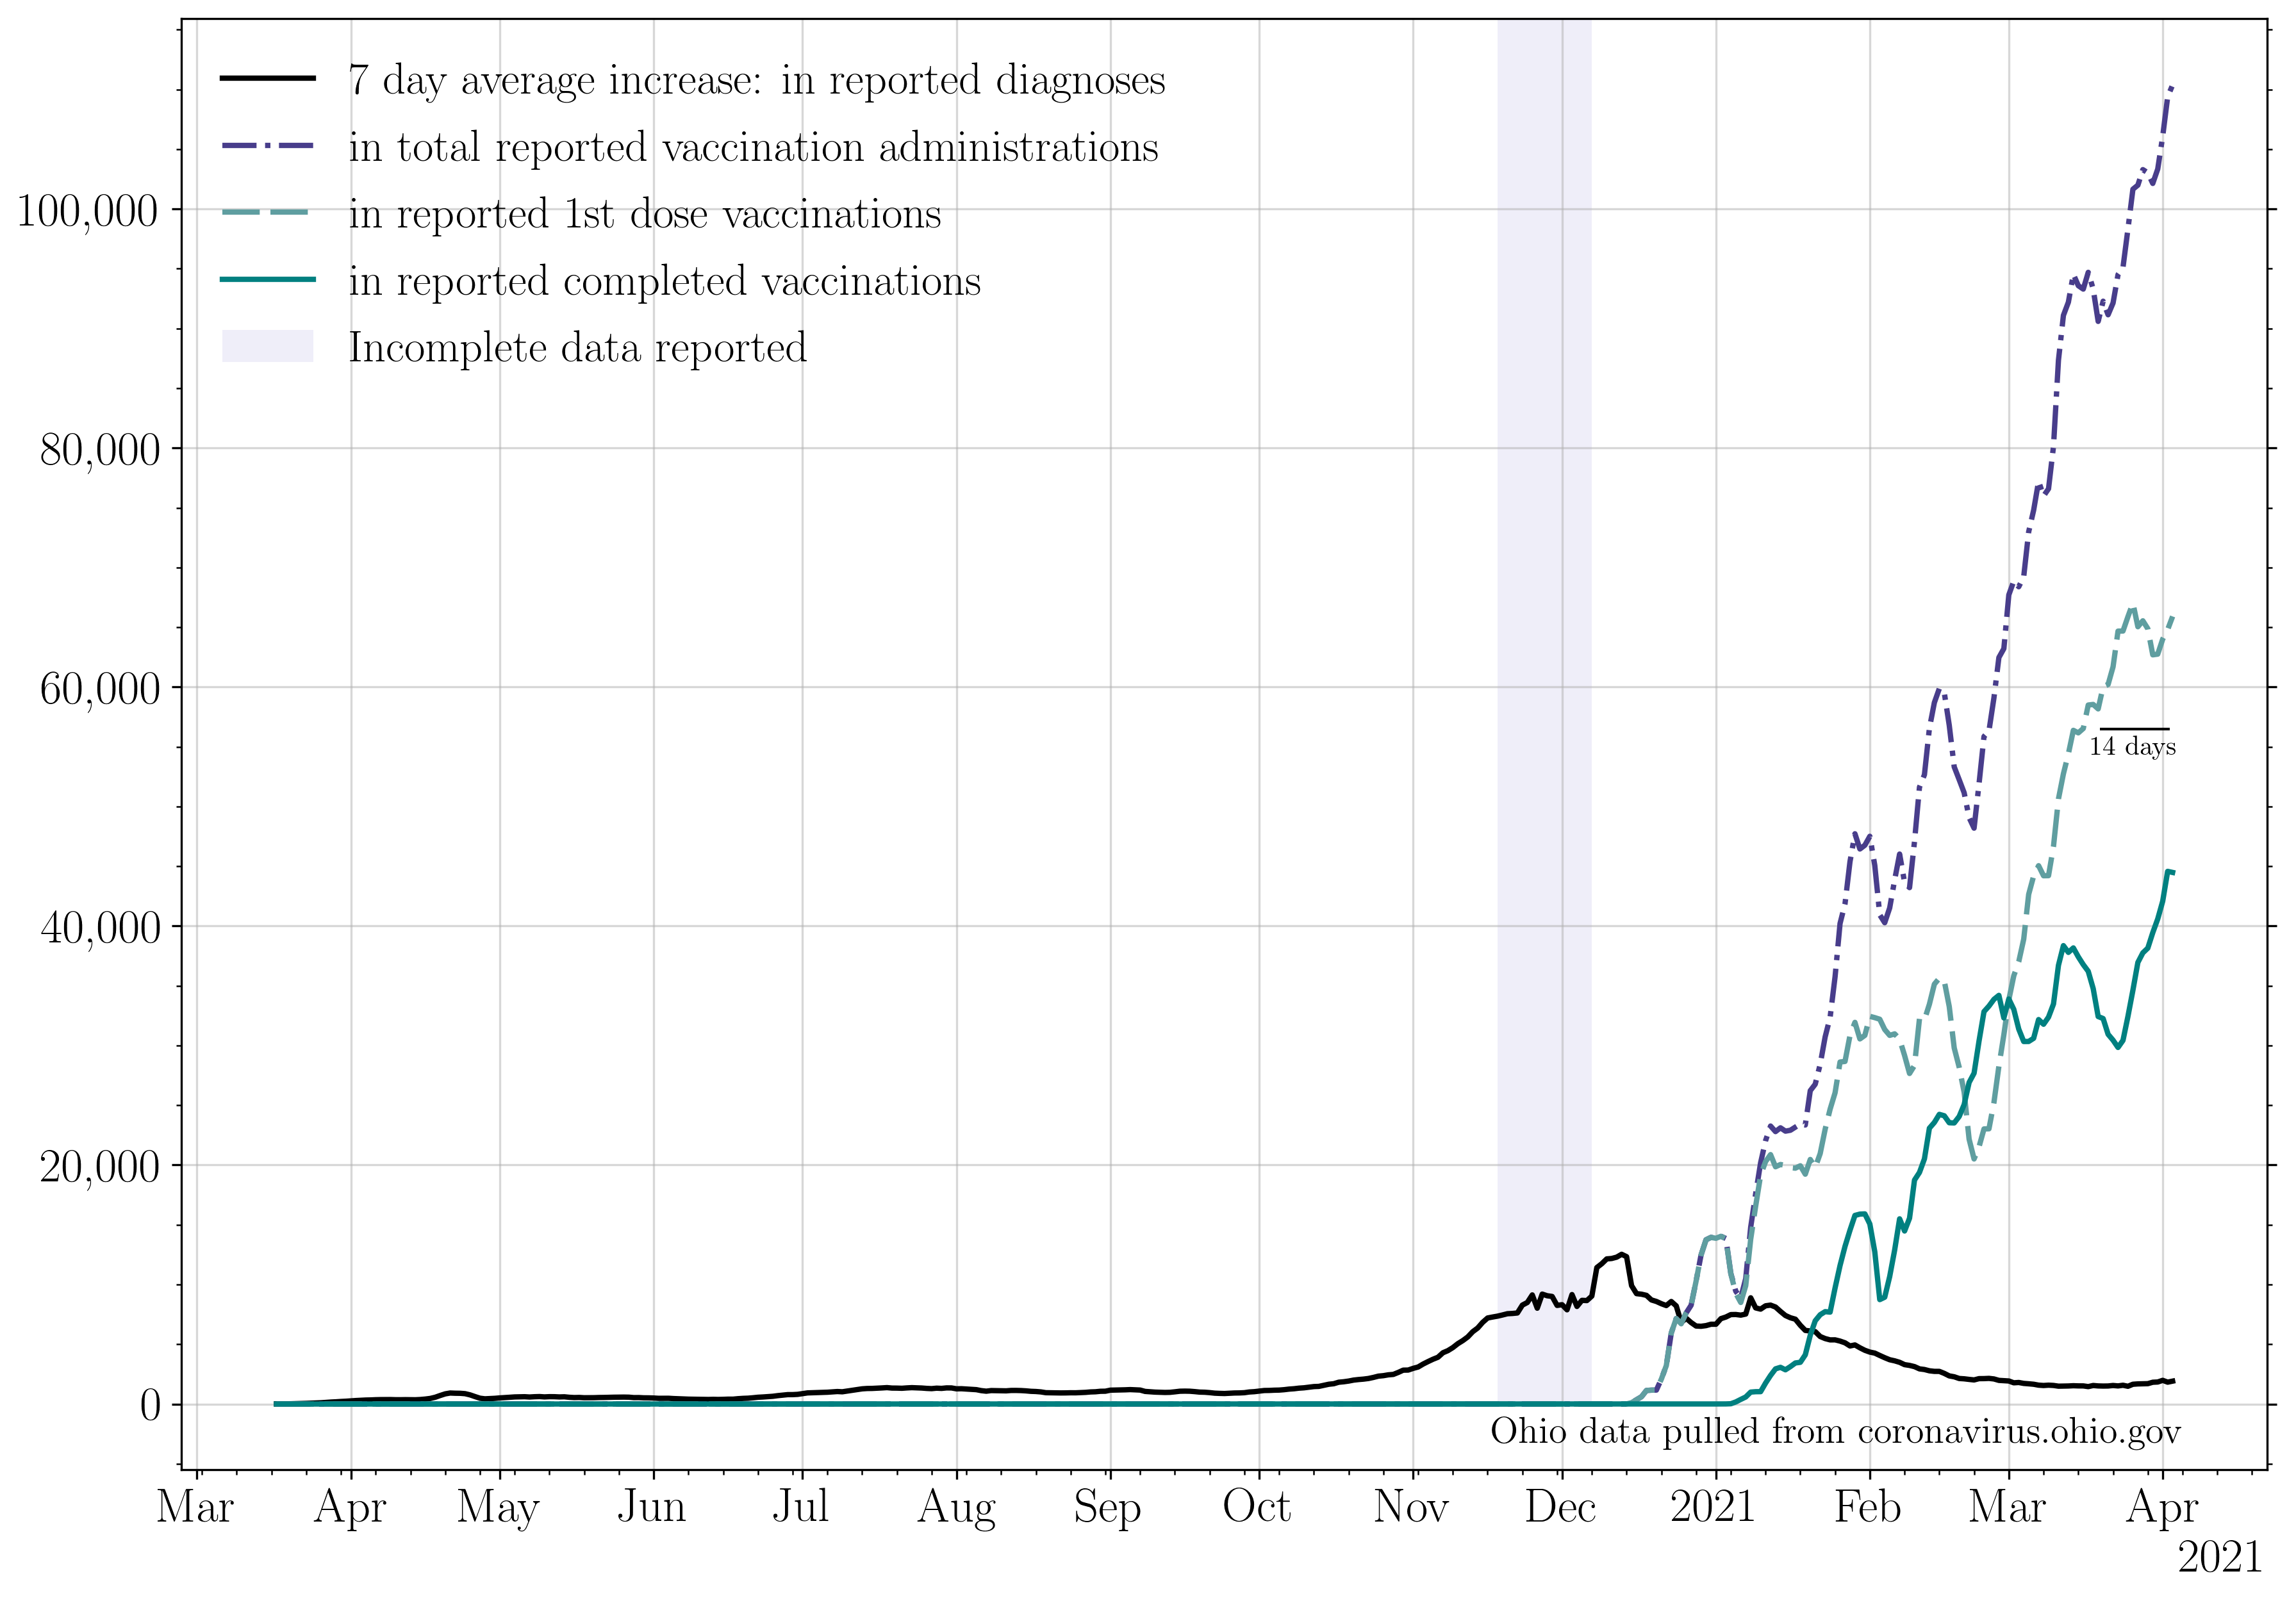 7 day average increase: in reported diagnoses
in total reported vaccination administrations
in reported 1st dose vaccinations
in reported completed vaccinations
Incomplete data reported
100,000
80,000
60,000
40,000
20,000
0
14 days
Ohio data pulled from coronavirus.ohio.gov
Mar Apr May Jun Jul Aug Sep Oct Nov Dec 2021 Feb Mar Apr
2021